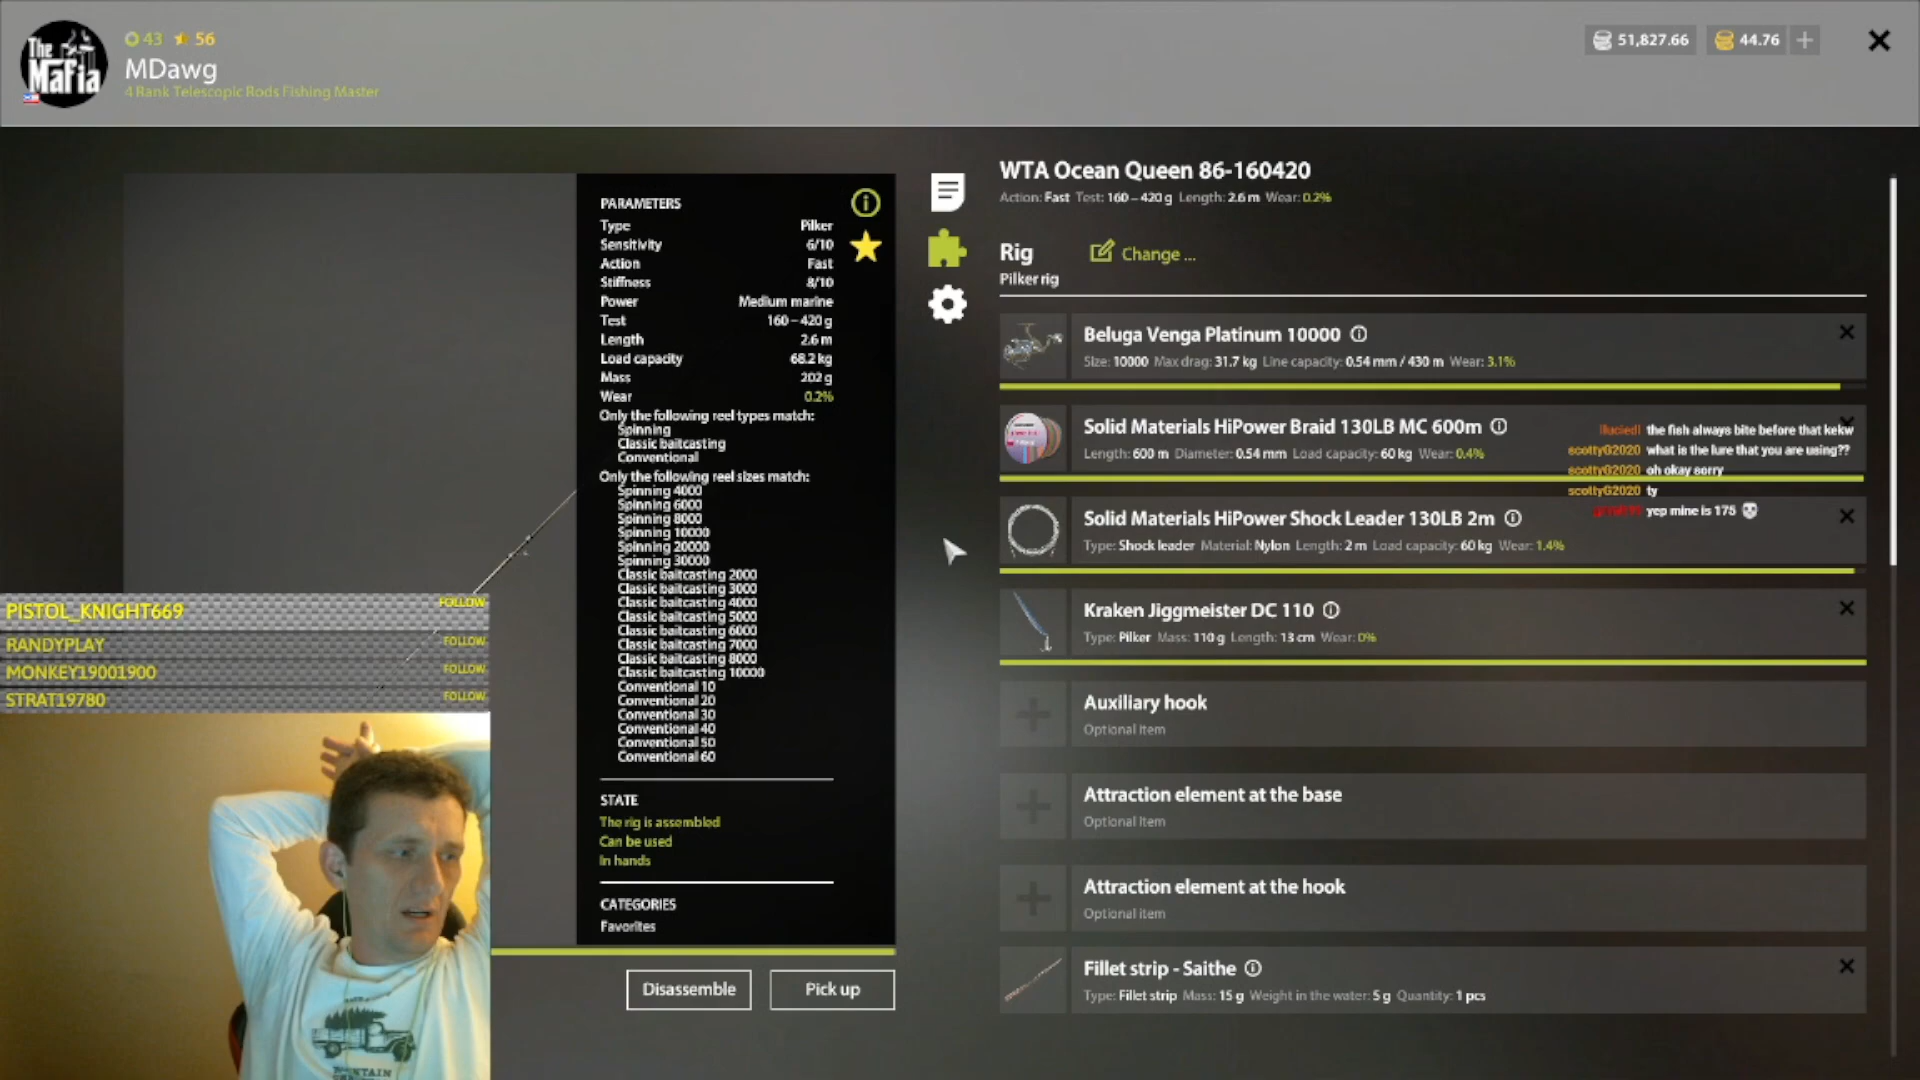 The
Mafia
43 56
MDawg
4 Rank Telescopic Rods Fishing Master
51,827.66 44.76
PARAMETERS
Type Pilker
Sensitivity 6/10
Action Fast
Stiffness 8/10
Power Medium marine
Test 160 – 420 g
Length 2.6 m
Load capacity 68.2 kg
Mass 202 g
Wear 0.2%
Only the following reel types match:
Spinning
Classic baitcasting
Conventional
Only the following reel sizes match:
Spinning 4000
Spinning 6000
Spinning 8000
Spinning 10000
Spinning 20000
Spinning 30000
Classic baitcasting 2000
Classic baitcasting 3000
Classic baitcasting 4000
Classic baitcasting 5000
Classic baitcasting 6000
Classic baitcasting 7000
Classic baitcasting 8000
Classic baitcasting 10000
Conventional 10
Conventional 20
Conventional 30
Conventional 40
Conventional 50
Conventional 60
STATE
The rig is assembled
Can be used
In hands
CATEGORIES
Favorites
Disassemble Pick up
WTA Ocean Queen 86-160420
Action: Fast Test: 160 – 420 g Length: 2.6 m Wear: 0.2%
Rig Change ...
Pilker rig
Beluga Venga Platinum 10000
Size: 10000 Max drag: 31.7 kg Line capacity: 0.54 mm / 430 m Wear: 3.1%
Solid Materials HiPower Braid 130LB MC 600m
Length: 600 m Diameter: 0.54 mm Load capacity: 60 kg Wear: 0.4%
Solid Materials HiPower Shock Leader 130LB 2m
Type: Shock leader Material: Nylon Length: 2 m Load capacity: 60 kg Wear: 1.4%
Kraken Jiggmeister DC 110
Type: Pilker Mass: 110 g Length: 13 cm Wear: 0%
Auxiliary hook
Optional item
Attraction element at the base
Optional item
Attraction element at the hook
Optional item
Fillet strip - Saithe
Type: Fillet strip Mass: 15 g Weight in the water: 5 g Quantity: 1 pcs
the fish always bite before that kekw
scottyG2020 what is the lure that you are using??
scottyG2020 oh okay sorry
scottyG2020 ty
yep mine is 175
PISTOL_KNIGHT669 FOLLOW
RANDYPLAY FOLLOW
MONKEY19001900 FOLLOW
STRAT19780 FOLLOW
MOUNTAIN